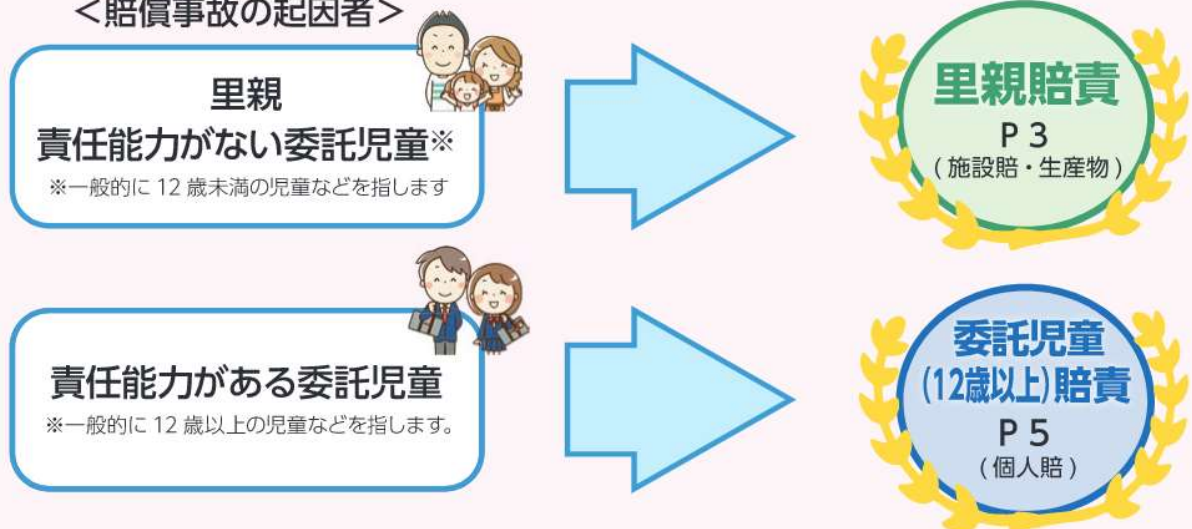 <賠償事故の起因者>
里親
責任能力がない委託児童※
※一般的に 12 歳未満の児童などを指します
里親賠責
P 3
(施設賠・生産物)
責任能力がある委託児童
※一般的に 12 歳以上の児童などを指します。
委託児童
(12歳以上)賠責
P 5
(個人賠)